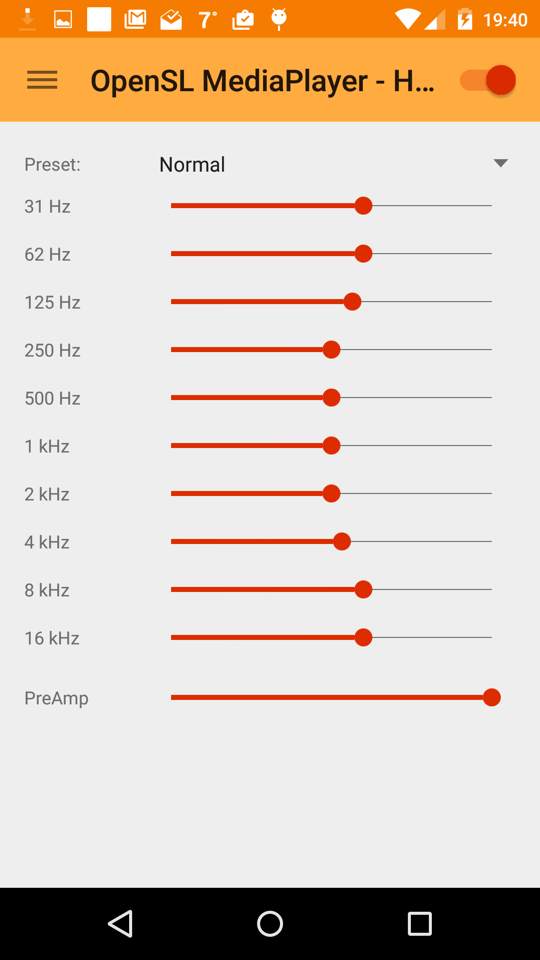 7° 19:40
OpenSL MediaPlayer - H...
Preset: Normal
31 Hz
62 Hz
125 Hz
250 Hz
500 Hz
1 kHz
2 kHz
4 kHz
8 kHz
16 kHz
PreAmp